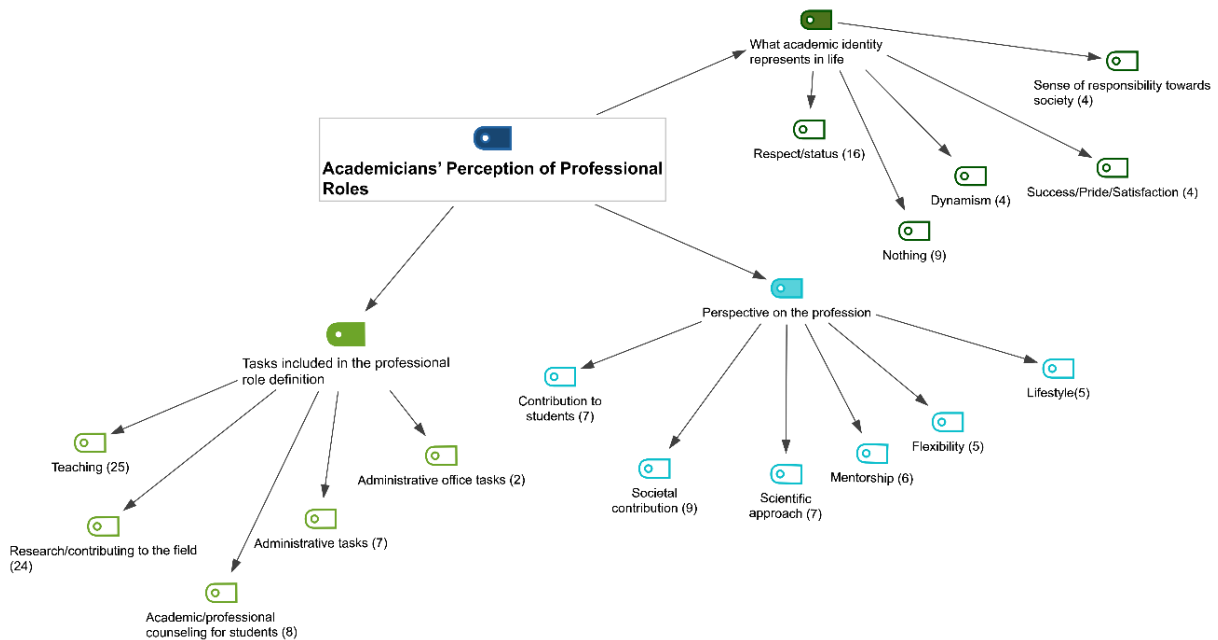 What academic identity
represents in life
Sense of responsibility towards
society (4)
Respect/status (16)
Academicians’ Perception of Professional
Roles
Dynamism (4)
Success/Pride/Satisfaction (4)
Nothing (9)
Perspective on the profession
Tasks included in the professional
role definition
Contribution to
students (7)
Lifestyle(5)
Flexibility (5)
Teaching (25)
Administrative office tasks (2)
Societal
contribution (9)
Scientific
approach (7)
Mentorship (6)
Research/contributing to the field
(24)
Administrative tasks (7)
Academic/professional
counseling for students (8)